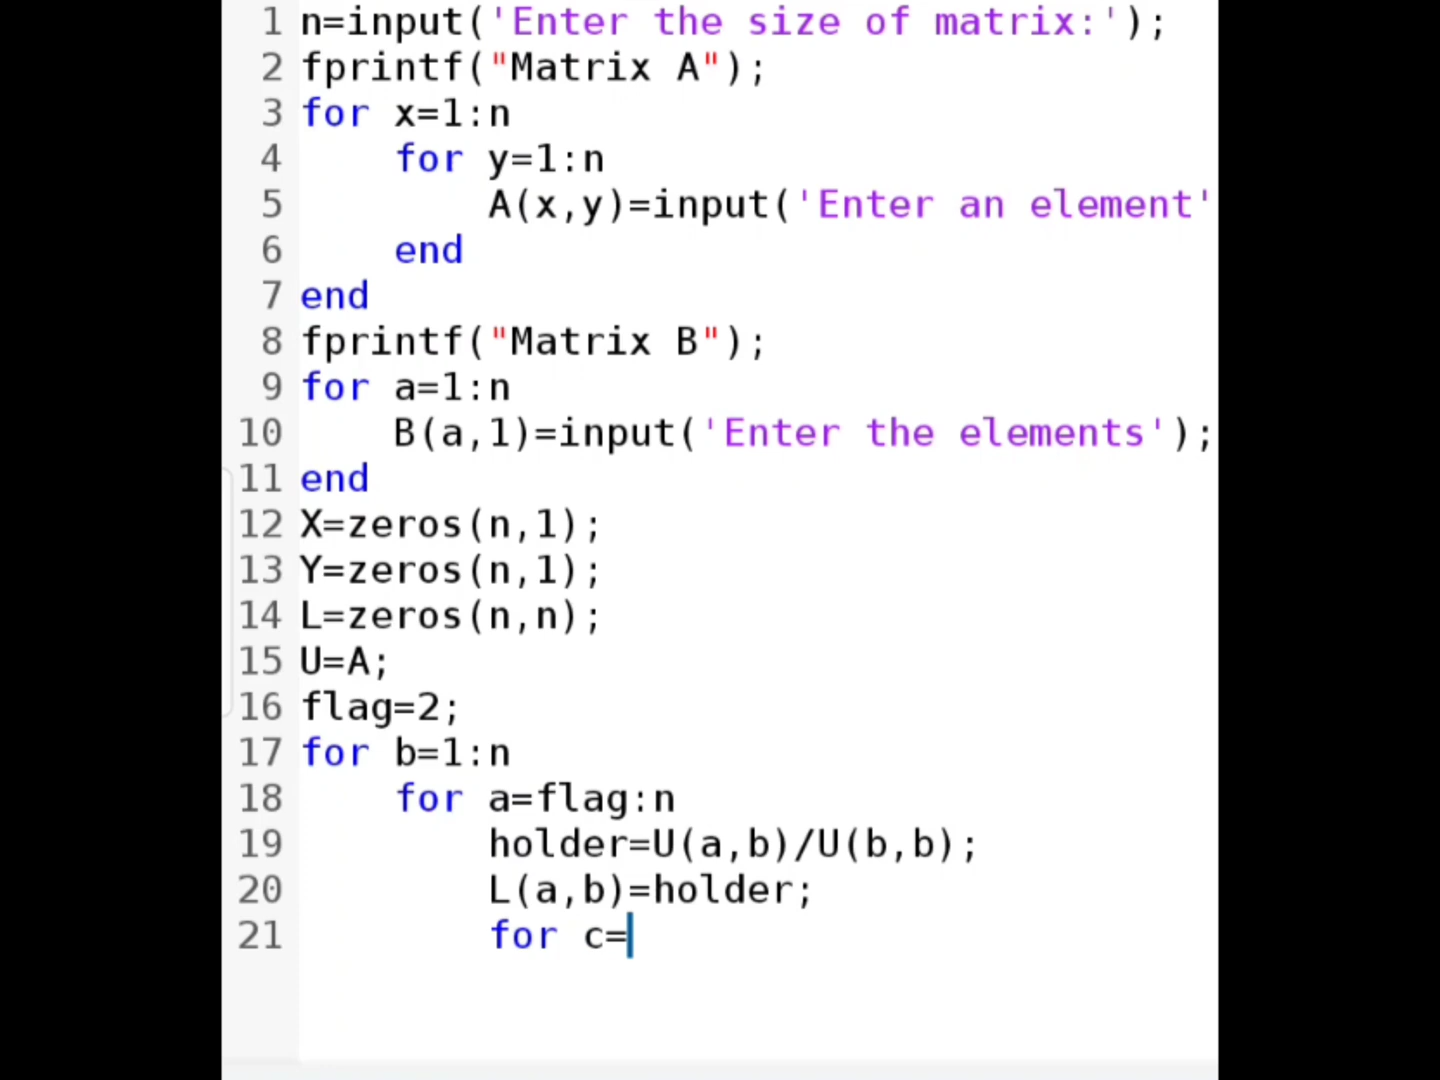 1 n=input('Enter the size of matrix:');
2 fprintf("Matrix A");
3 for x=1:n
4     for y=1:n
5         A(x,y)=input('Enter an element'
6     end
7 end
8 fprintf("Matrix B");
9 for a=1:n
10     B(a,1)=input('Enter the elements');
11 end
12 X=zeros(n,1);
13 Y=zeros(n,1);
14 L=zeros(n,n);
15 U=A;
16 flag=2;
17 for b=1:n
18     for a=flag:n
19         holder=U(a,b)/U(b,b);
20         L(a,b)=holder;
21         for c=